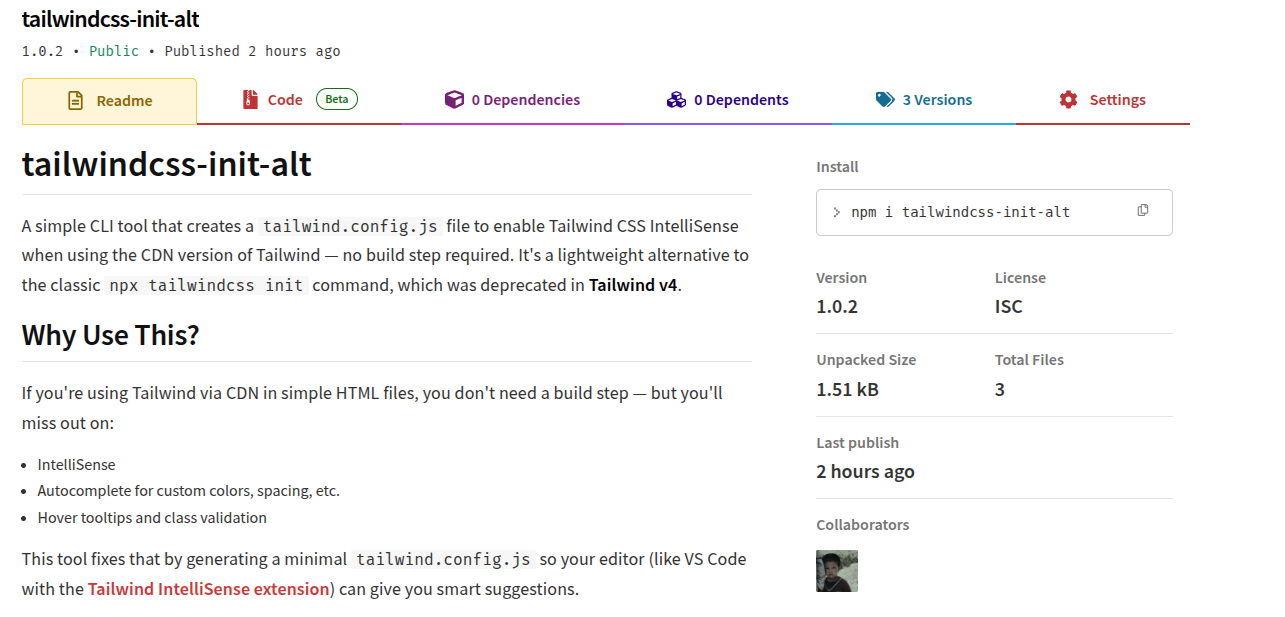 tailwindcss-init-alt
1.0.2 • Public • Published 2 hours ago
Readme
Code Beta
0 Dependencies
0 Dependents
3 Versions
Settings
tailwindcss-init-alt
A simple CLI tool that creates a tailwind.config.js file to enable Tailwind CSS IntelliSense
when using the CDN version of Tailwind — no build step required. It's a lightweight alternative to
the classic npx tailwindcss init command, which was deprecated in Tailwind v4.
Why Use This?
If you're using Tailwind via CDN in simple HTML files, you don't need a build step — but you'll
miss out on:
• IntelliSense
• Autocomplete for custom colors, spacing, etc.
• Hover tooltips and class validation
This tool fixes that by generating a minimal tailwind.config.js so your editor (like VS Code
with the Tailwind IntelliSense extension) can give you smart suggestions.
Install
> npm i tailwindcss-init-alt
Version
1.0.2
License
ISC
Unpacked Size
1.51 kB
Total Files
3
Last publish
2 hours ago
Collaborators